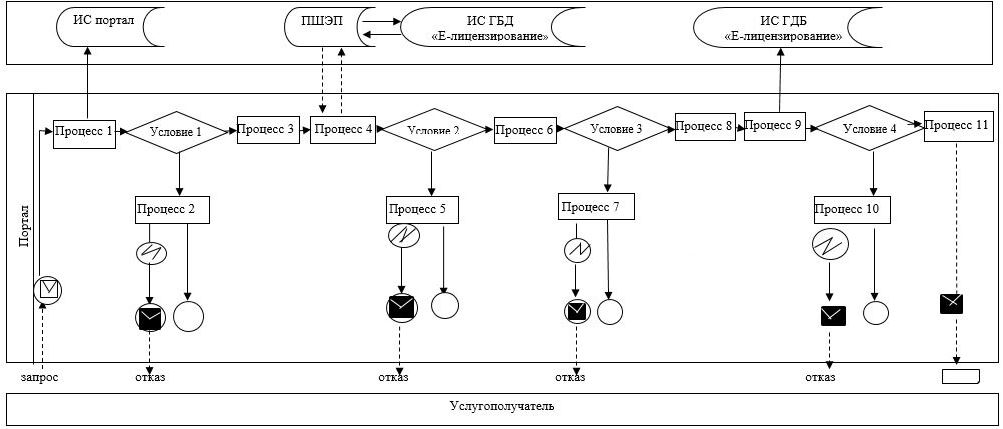 ИС портал
ПШЭП
ИС ГБД
«Е-лицензирование»
ИС ГДБ
«Е-лицензирование»
Портал
Процесс 1
Условие 1
Процесс 3
Процесс 4
Условие 2
Процесс 6
Условие 3
Процесс 8
Процесс 9
Условие 4
Процесс 11
Процесс 2
Процесс 5
Процесс 7
Процесс 10
запрос
отказ
отказ
отказ
отказ
Услугополучатель